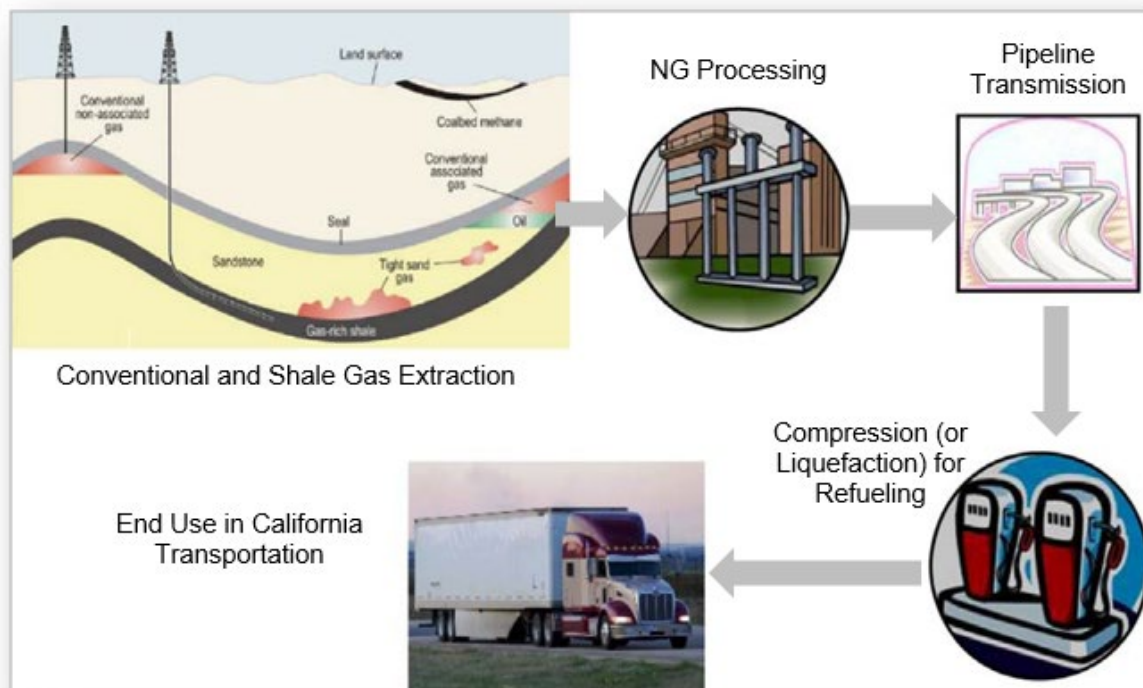 Land surface
Conventional
non-associated
gas
Coalbed methane
Conventional
associated
gas
Seal
Oil
Sandstone
Tight sand
gas
Gas-rich shale
Conventional and Shale Gas Extraction
NG Processing
Pipeline
Transmission
Compression (or
Liquefaction) for
Refueling
End Use in California
Transportation